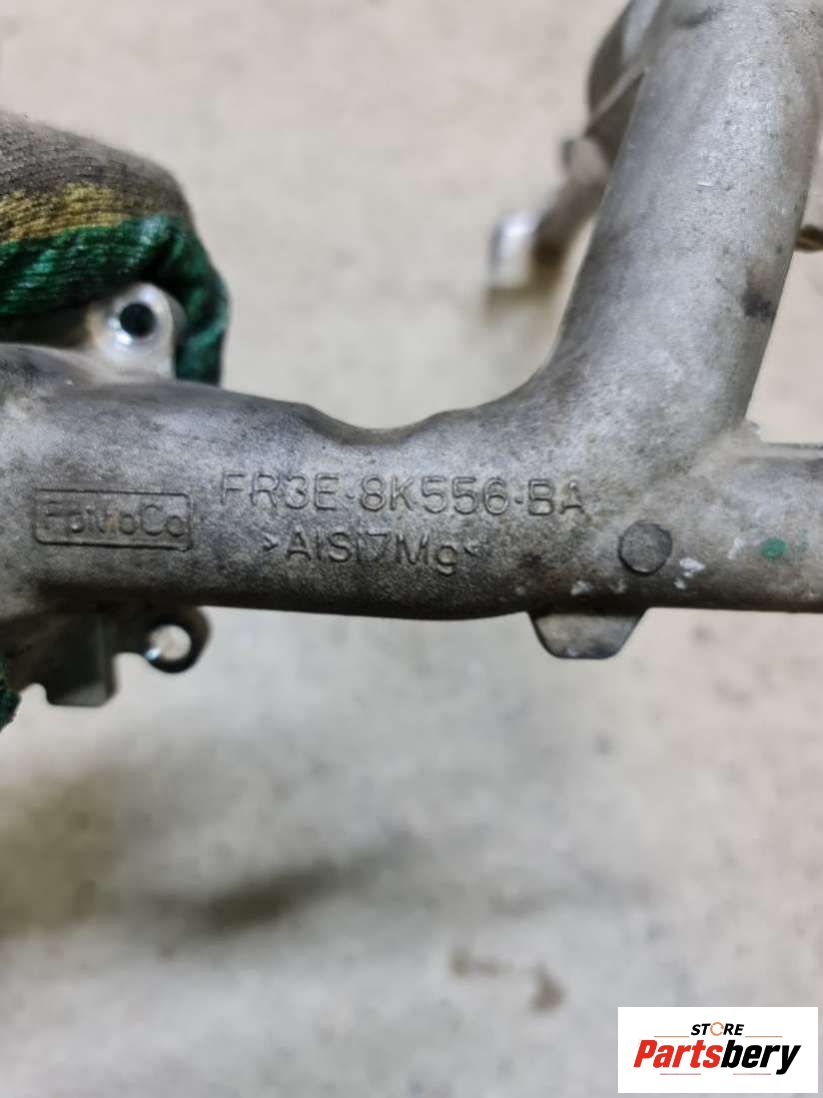 FR3E-8K556-BA
FoMoCo
>AlSi7Mg<
STORE
Partsbery